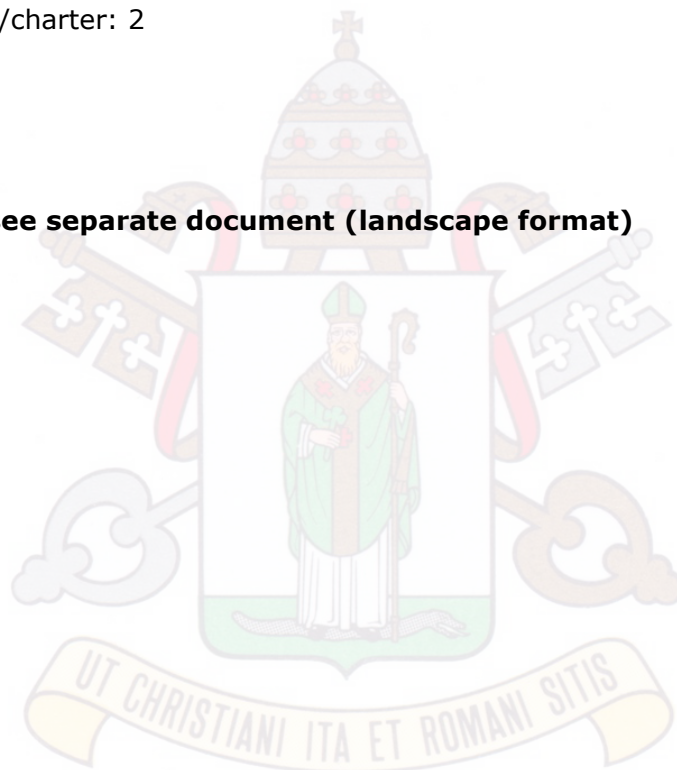 /charter: 2
ee separate document (landscape format)
UT CHRISTIANI ITA ET ROMANI SITIS